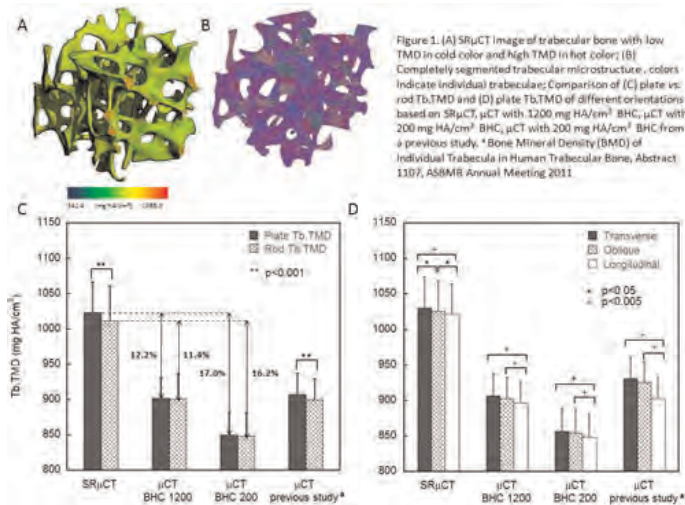 A
B
Figure 1. (A) SRμCT image of trabecular bone with low
TMD in cold color and high TMD in hot color; (B)
Completely segmented trabecular microstructure, colors
indicate individual trabeculae; Comparison of (C) plate vs.
rod Tb.TMD and (D) plate Tb.TMD of different orientations
based on SRμCT, μCT with 1200 mg HA/cm³ BHC, μCT with
200 mg HA/cm³ BHC, μCT with 200 mg HA/cm³ BHC from
a previous study. * Bone Mineral Density (BMD) of
Individual Trabecula in Human Trabecular Bone, Abstract
1107, ASBMR Annual Meeting 2011
(mg HA/cm³)
C
D
Tb.TMD (mg HA/cm³)
1150
1100
1050
1000
950
900
850
800
Plate Tb.TMD
Rod Tb.TMD
** p<0.001
**
12.2%
11.4%
17.0%
16.2%
**
SRμCT
μCT
BHC 1200
μCT
BHC 200
μCT
previous study
1150
1100
1050
1000
950
900
850
800
Transverse
Oblique
Longitudinal
p<0.05
p<0.005
SRμCT
μCT
BHC 1200
μCT
BHC 200
μCT
previous study